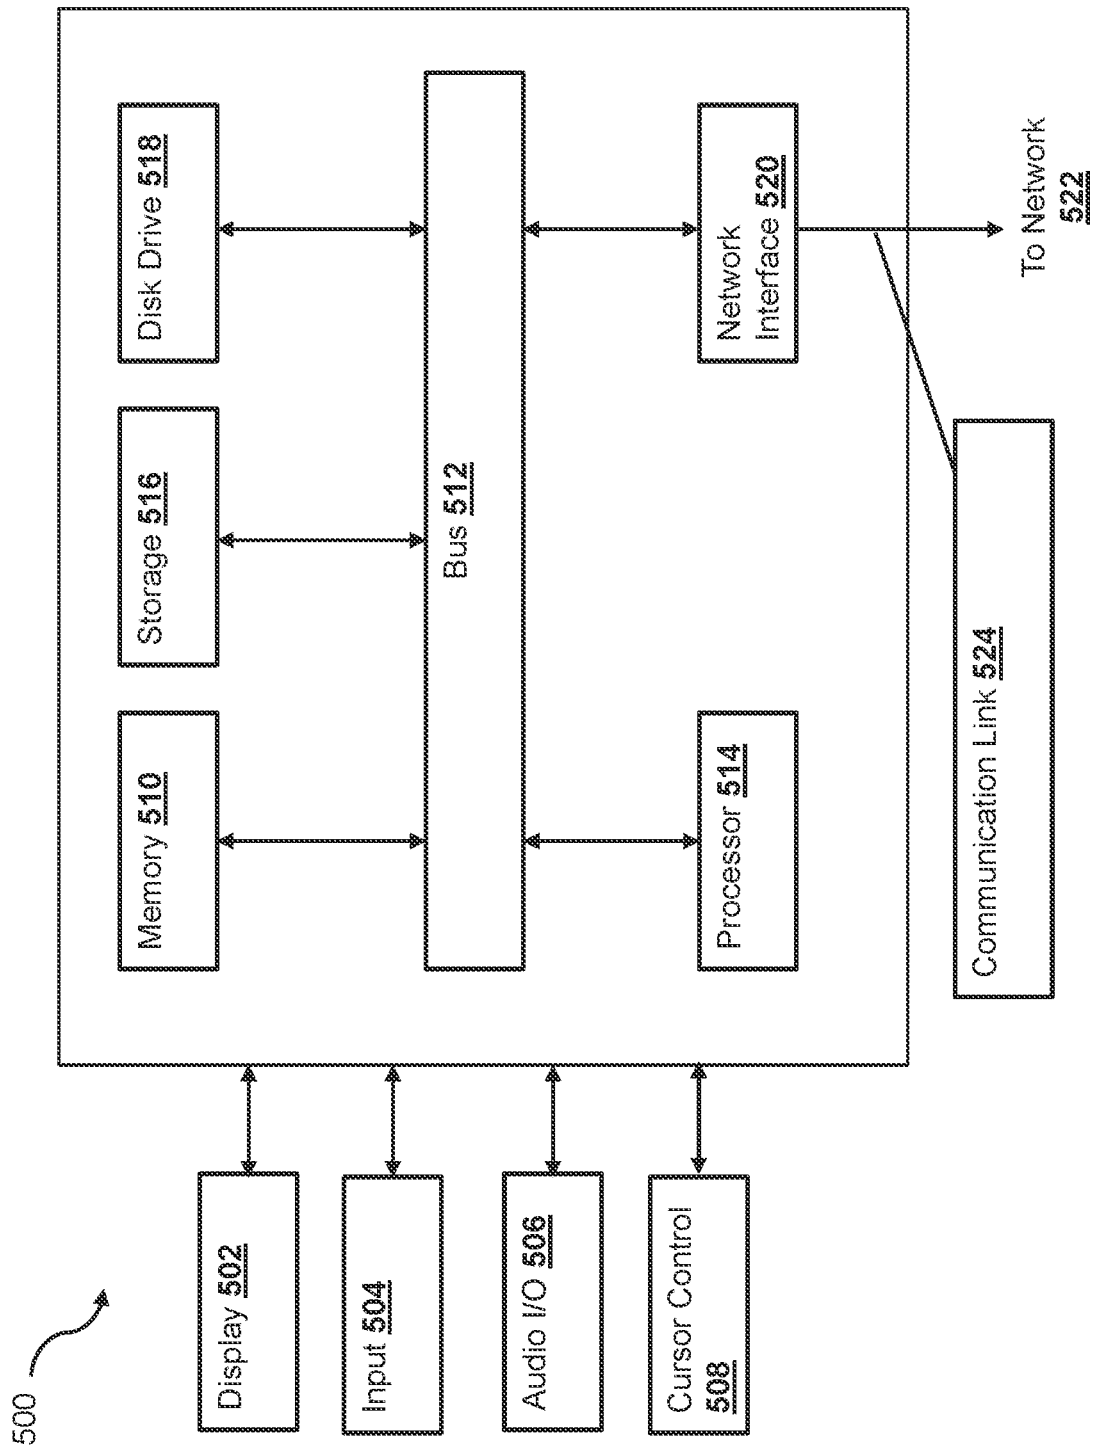 500
Display 502
Input 504
Audio I/O 506
Cursor Control
508
Memory 510
Storage 516
Disk Drive 518
Bus 512
Processor 514
Network
Interface 520
Communication Link 524
To Network
522